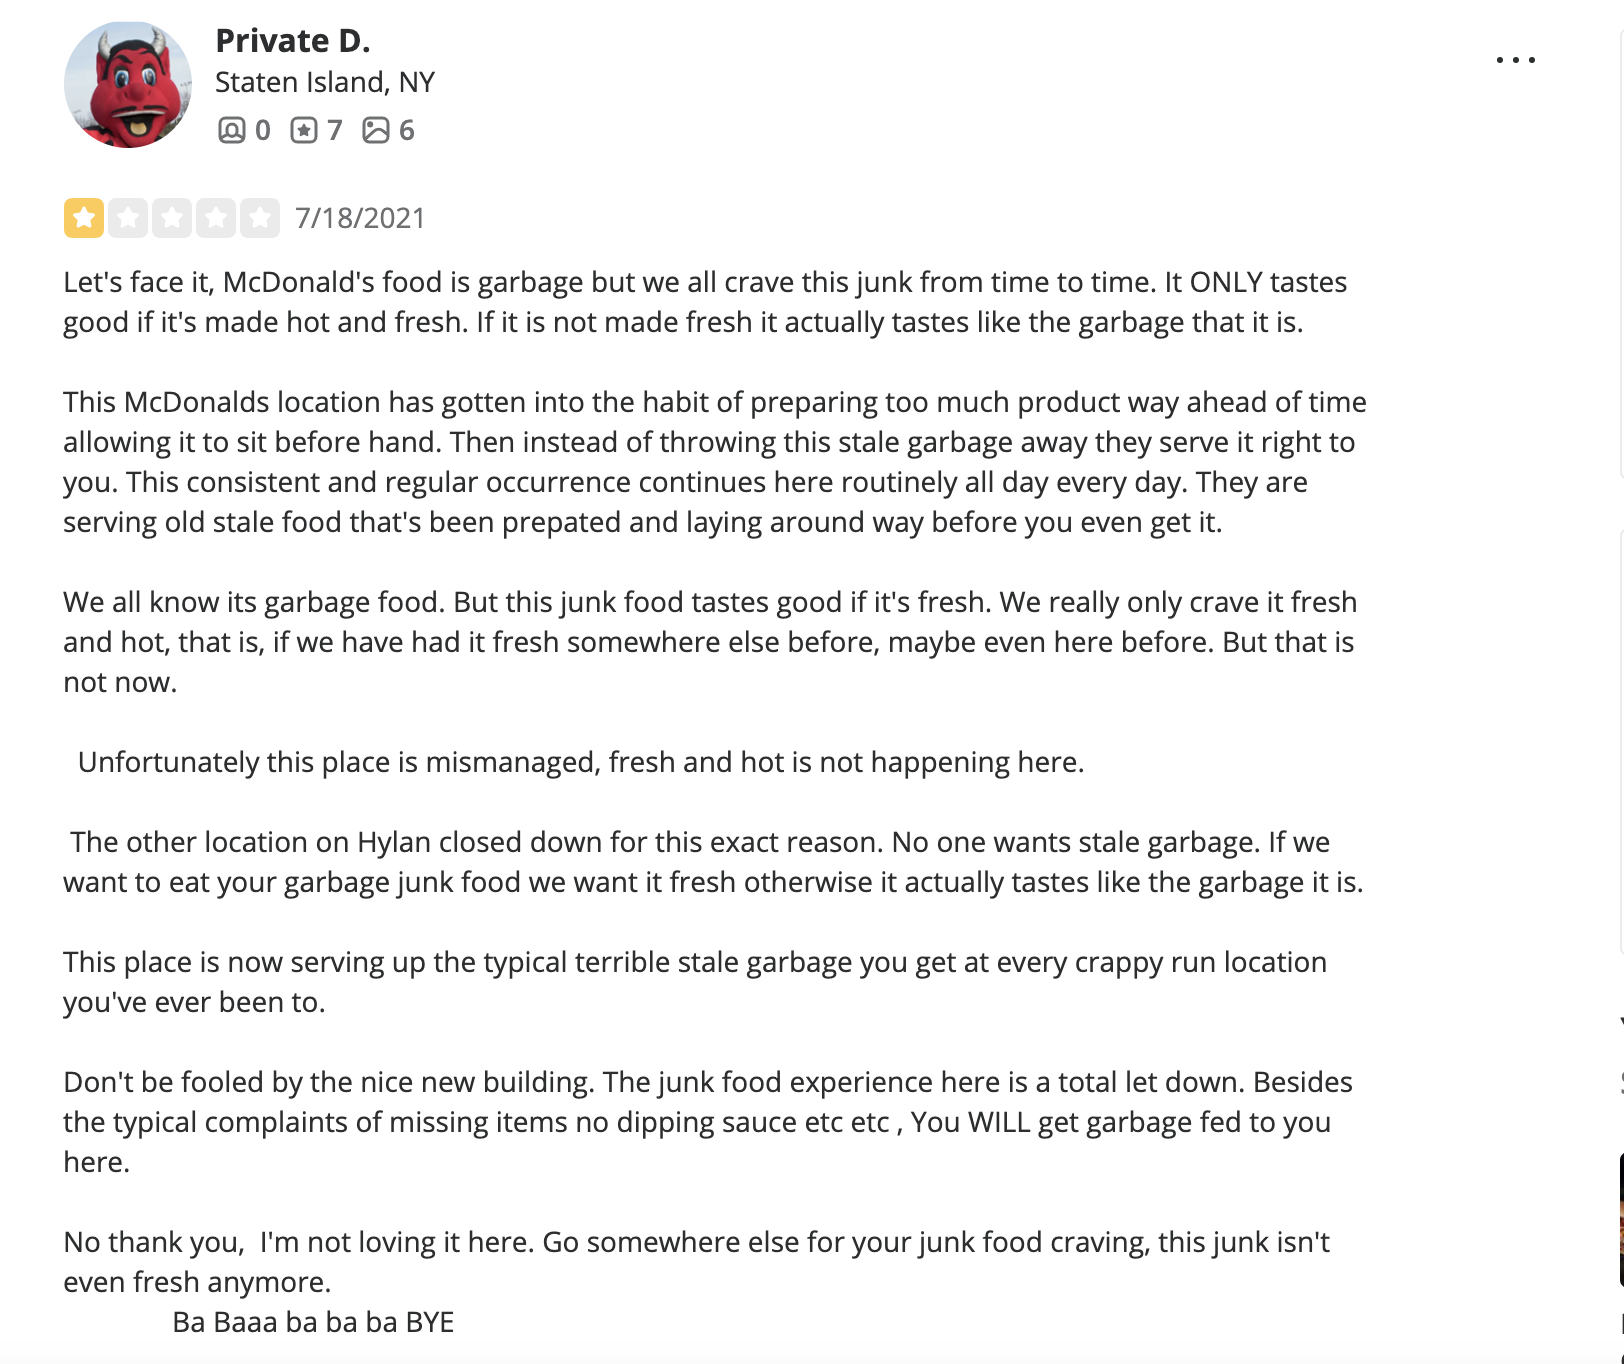 Private D.
Staten Island, NY
0 7 6
7/18/2021
Let's face it, McDonald's food is garbage but we all crave this junk from time to time. It ONLY tastes
good if it's made hot and fresh. If it is not made fresh it actually tastes like the garbage that it is.
This McDonalds location has gotten into the habit of preparing too much product way ahead of time
allowing it to sit before hand. Then instead of throwing this stale garbage away they serve it right to
you. This consistent and regular occurrence continues here routinely all day every day. They are
serving old stale food that's been prepated and laying around way before you even get it.
We all know its garbage food. But this junk food tastes good if it's fresh. We really only crave it fresh
and hot, that is, if we have had it fresh somewhere else before, maybe even here before. But that is
not now.
Unfortunately this place is mismanaged, fresh and hot is not happening here.
The other location on Hylan closed down for this exact reason. No one wants stale garbage. If we
want to eat your garbage junk food we want it fresh otherwise it actually tastes like the garbage it is.
This place is now serving up the typical terrible stale garbage you get at every crappy run location
you've ever been to.
Don't be fooled by the nice new building. The junk food experience here is a total let down. Besides
the typical complaints of missing items no dipping sauce etc etc , You WILL get garbage fed to you
here.
No thank you,  I'm not loving it here. Go somewhere else for your junk food craving, this junk isn't
even fresh anymore.
Ba Baaa ba ba ba BYE